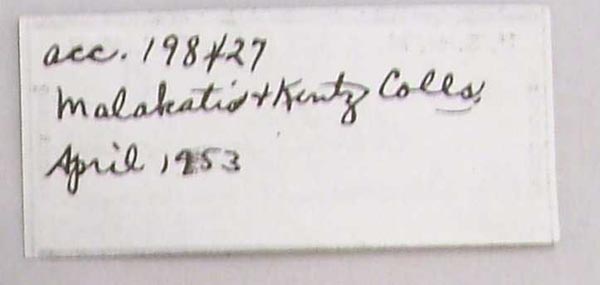 acc. 198427
Malakatis + Kentz Colls.
April 1953